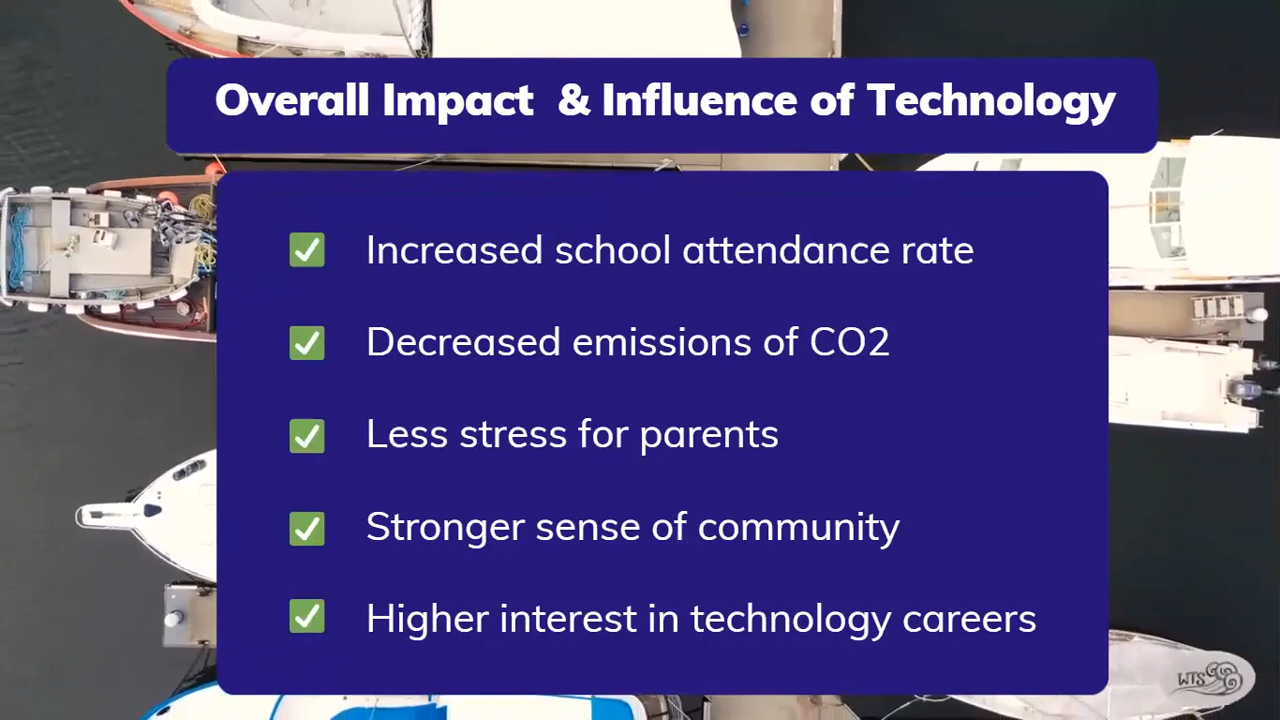 Overall Impact & Influence of Technology
Increased school attendance rate
Decreased emissions of CO2
Less stress for parents
Stronger sense of community
Higher interest in technology careers
WTS